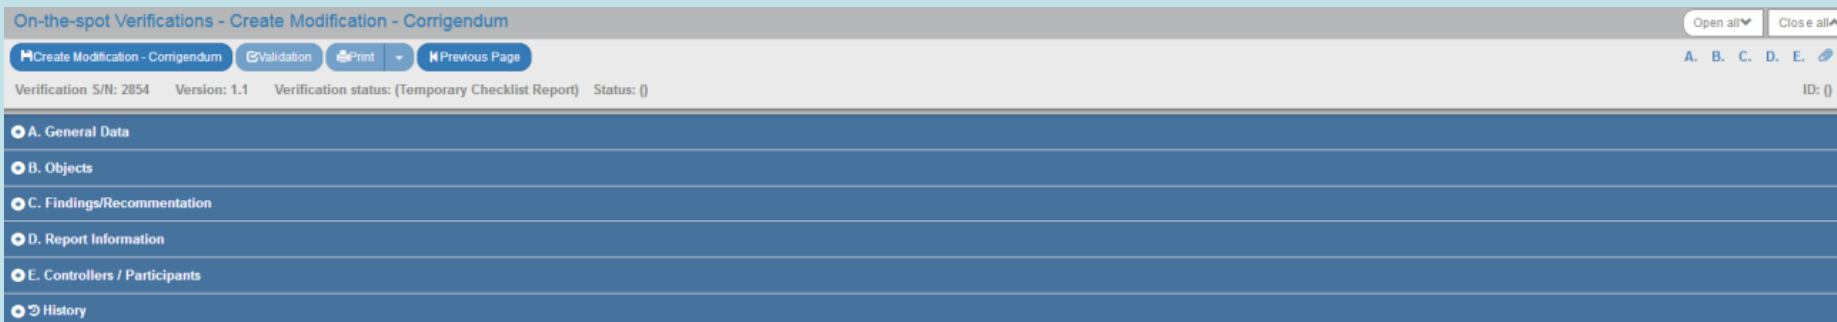 On-the-spot Verifications - Create Modification - Corrigendum
Open all Close all
Create Modification - Corrigendum Validation Print Previous Page
A. B. C. D. E.
Verification S/N: 2854 Version: 1.1 Verification status: (Temporary Checklist Report) Status: () ID: ()
A. General Data
B. Objects
C. Findings/Recommentation
D. Report Information
E. Controllers / Participants
History